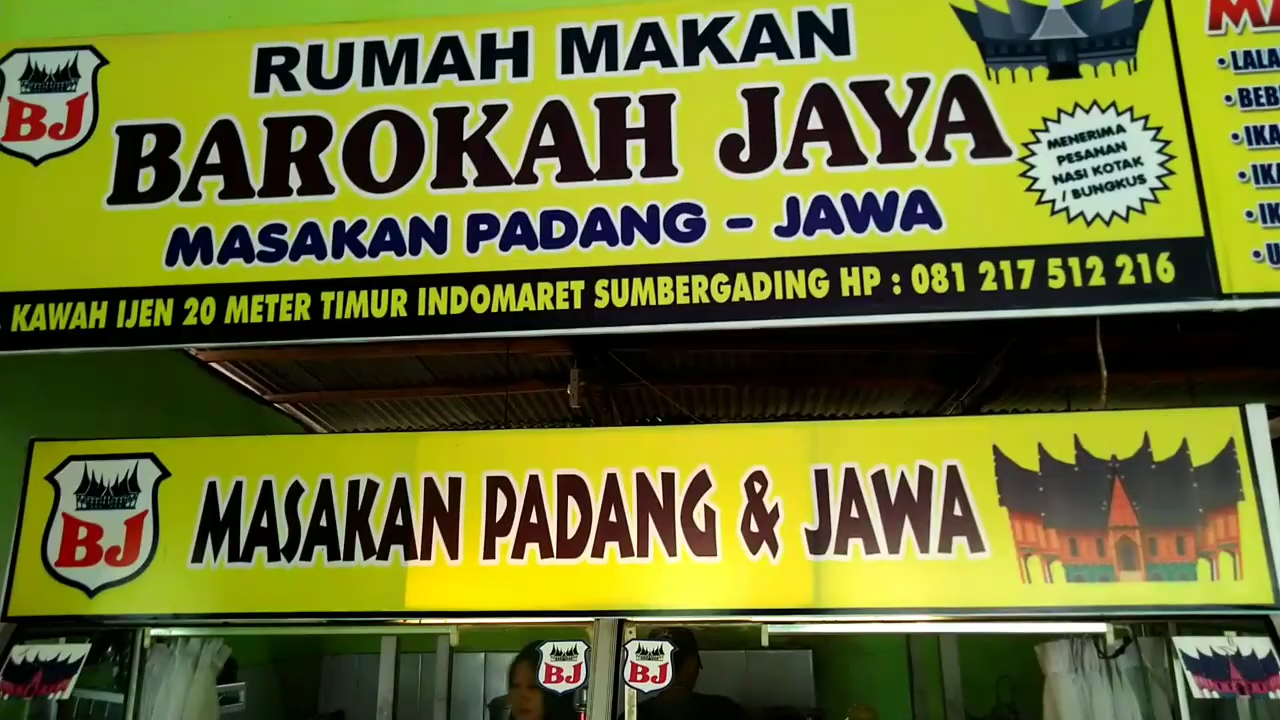 BJ
RUMAH MAKAN
BAROKAH JAYA
MASAKAN PADANG - JAWA
MENERIMA
PESANAN
NASI KOTAK
/ BUNGKUS
KAWAH IJEN 20 METER TIMUR INDOMARET SUMBERGADING HP : 081 217 512 216
BJ
MASAKAN PADANG & JAWA
BJ
BJ